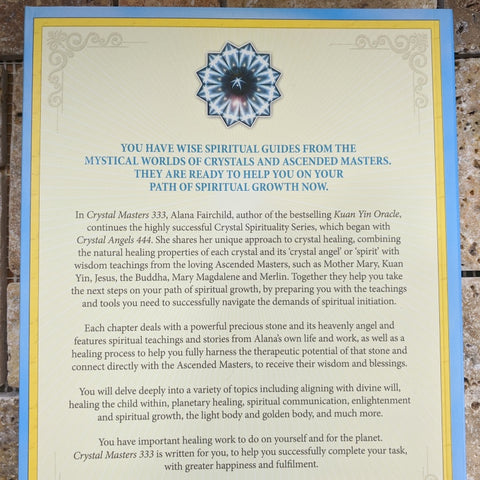 YOU HAVE WISE SPIRITUAL GUIDES FROM THE
MYSTICAL WORLDS OF CRYSTALS AND ASCENDED MASTERS.
THEY ARE READY TO HELP YOU ON YOUR
PATH OF SPIRITUAL GROWTH NOW.
In Crystal Masters 333, Alana Fairchild, author of the bestselling Kuan Yin Oracle,
continues the highly successful Crystal Spirituality Series, which began with
Crystal Angels 444. She shares her unique approach to crystal healing, combining
the natural healing properties of each crystal and its 'crystal angel' or 'spirit' with
wisdom teachings from the loving Ascended Masters, such as Mother Mary, Kuan
Yin, Jesus, the Buddha, Mary Magdalene and Merlin. Together they help you take
the next steps on your path of spiritual growth, by preparing you with the teachings
and tools you need to successfully navigate the demands of spiritual initiation.
Each chapter deals with a powerful precious stone and its heavenly angel and
features spiritual teachings and stories from Alana's own life and work, as well as a
healing process to help you fully harness the therapeutic potential of that stone and
connect directly with the Ascended Masters, to receive their wisdom and blessings.
You will delve deeply into a variety of topics including aligning with divine will,
healing the child within, planetary healing, spiritual communication, enlightenment
and spiritual growth, the light body and golden body, and much more.
You have important healing work to do on yourself and for the planet.
Crystal Masters 333 is written for you, to help you successfully complete your task,
with greater happiness and fulfilment.